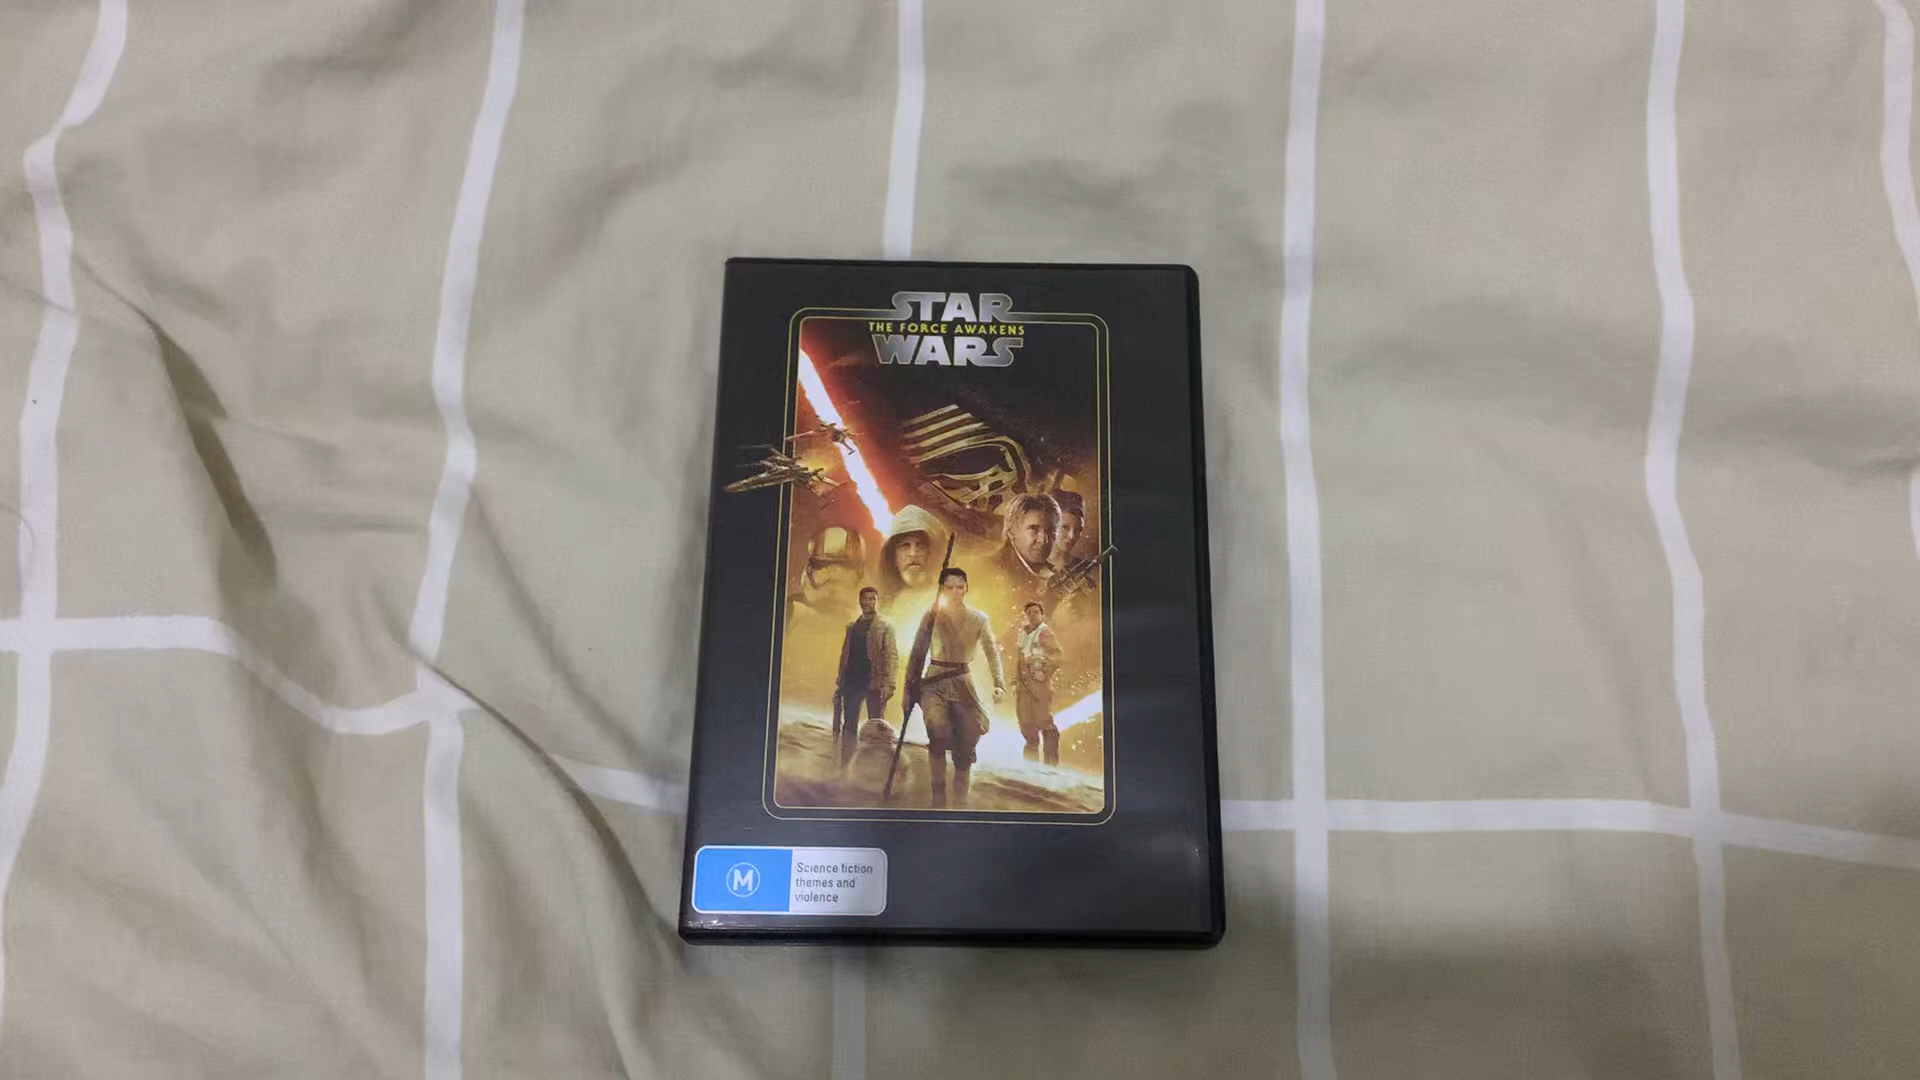 STAR
THE FORCE AWAKENS
WARS
M
Science fiction
themes and
violence